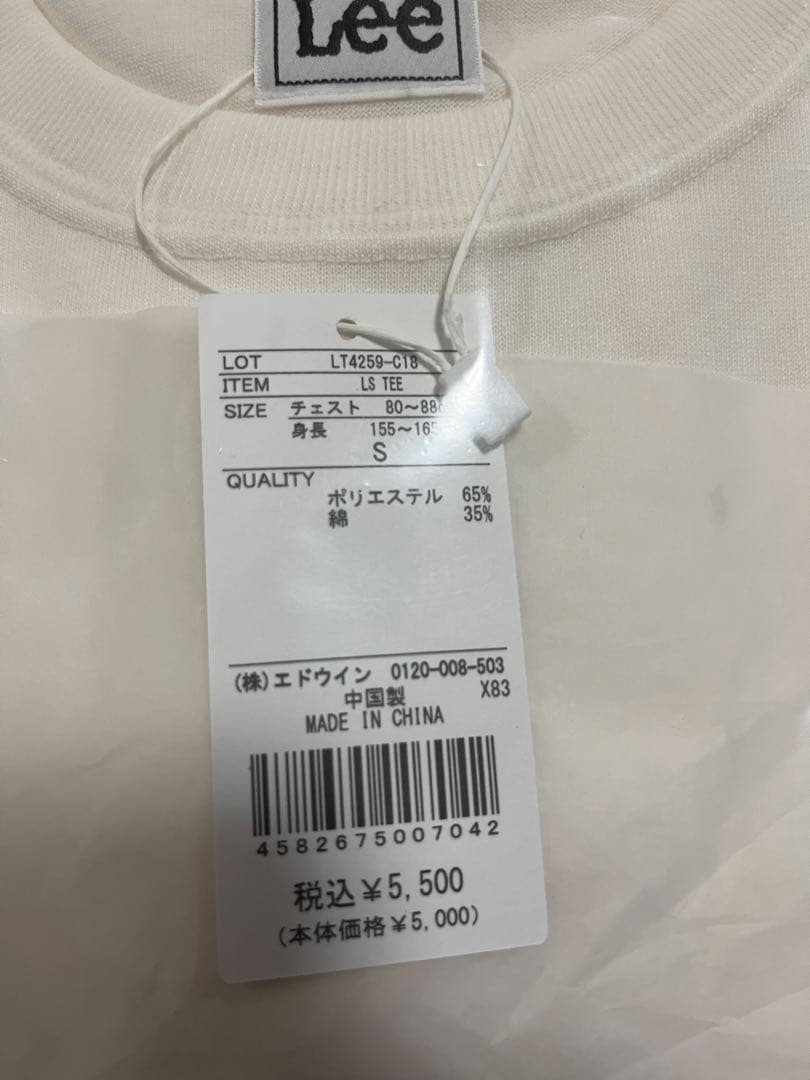 Lee
LOT LT4259-C18
ITEM LS TEE
SIZE チェスト 80〜88
身長 155〜165
S
QUALITY
ポリエステル 65%
綿 35%
(株)エドウイン 0120-008-503
中国製 X83
MADE IN CHINA
4582675007042
税込¥5,500
(本体価格¥5,000)